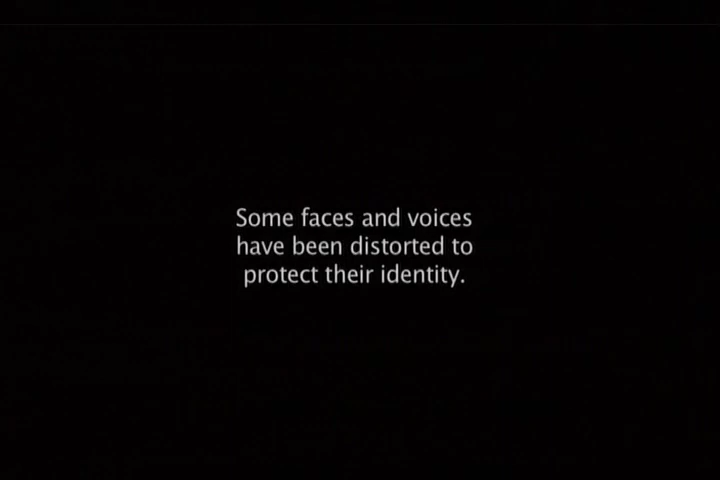 Some faces and voices
have been distorted to
protect their identity.